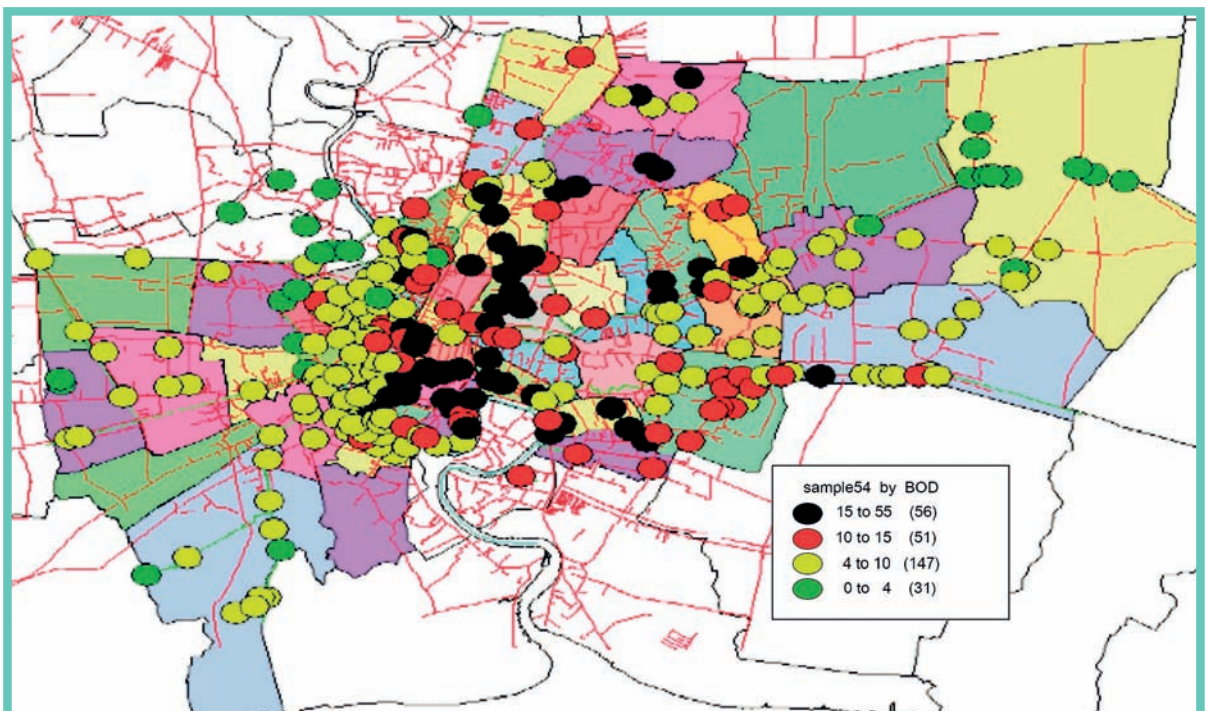 sample54 by BOD
15 to 55 (56)
10 to 15 (51)
4 to 10 (147)
0 to 4 (31)